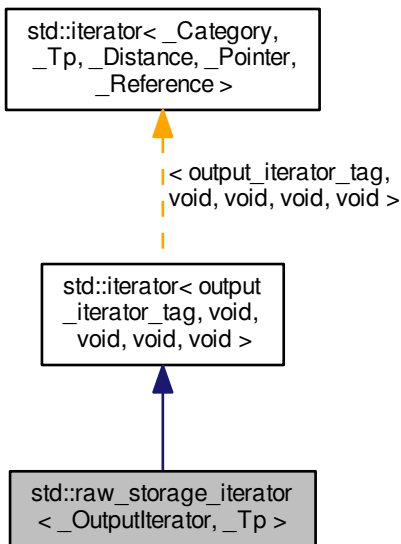 std::iterator< _Category,
_Tp, _Distance, _Pointer,
_Reference >
< output_iterator_tag,
void, void, void, void >
std::iterator< output
_iterator_tag, void,
void, void, void >
std::raw_storage_iterator
< _OutputIterator, _Tp >